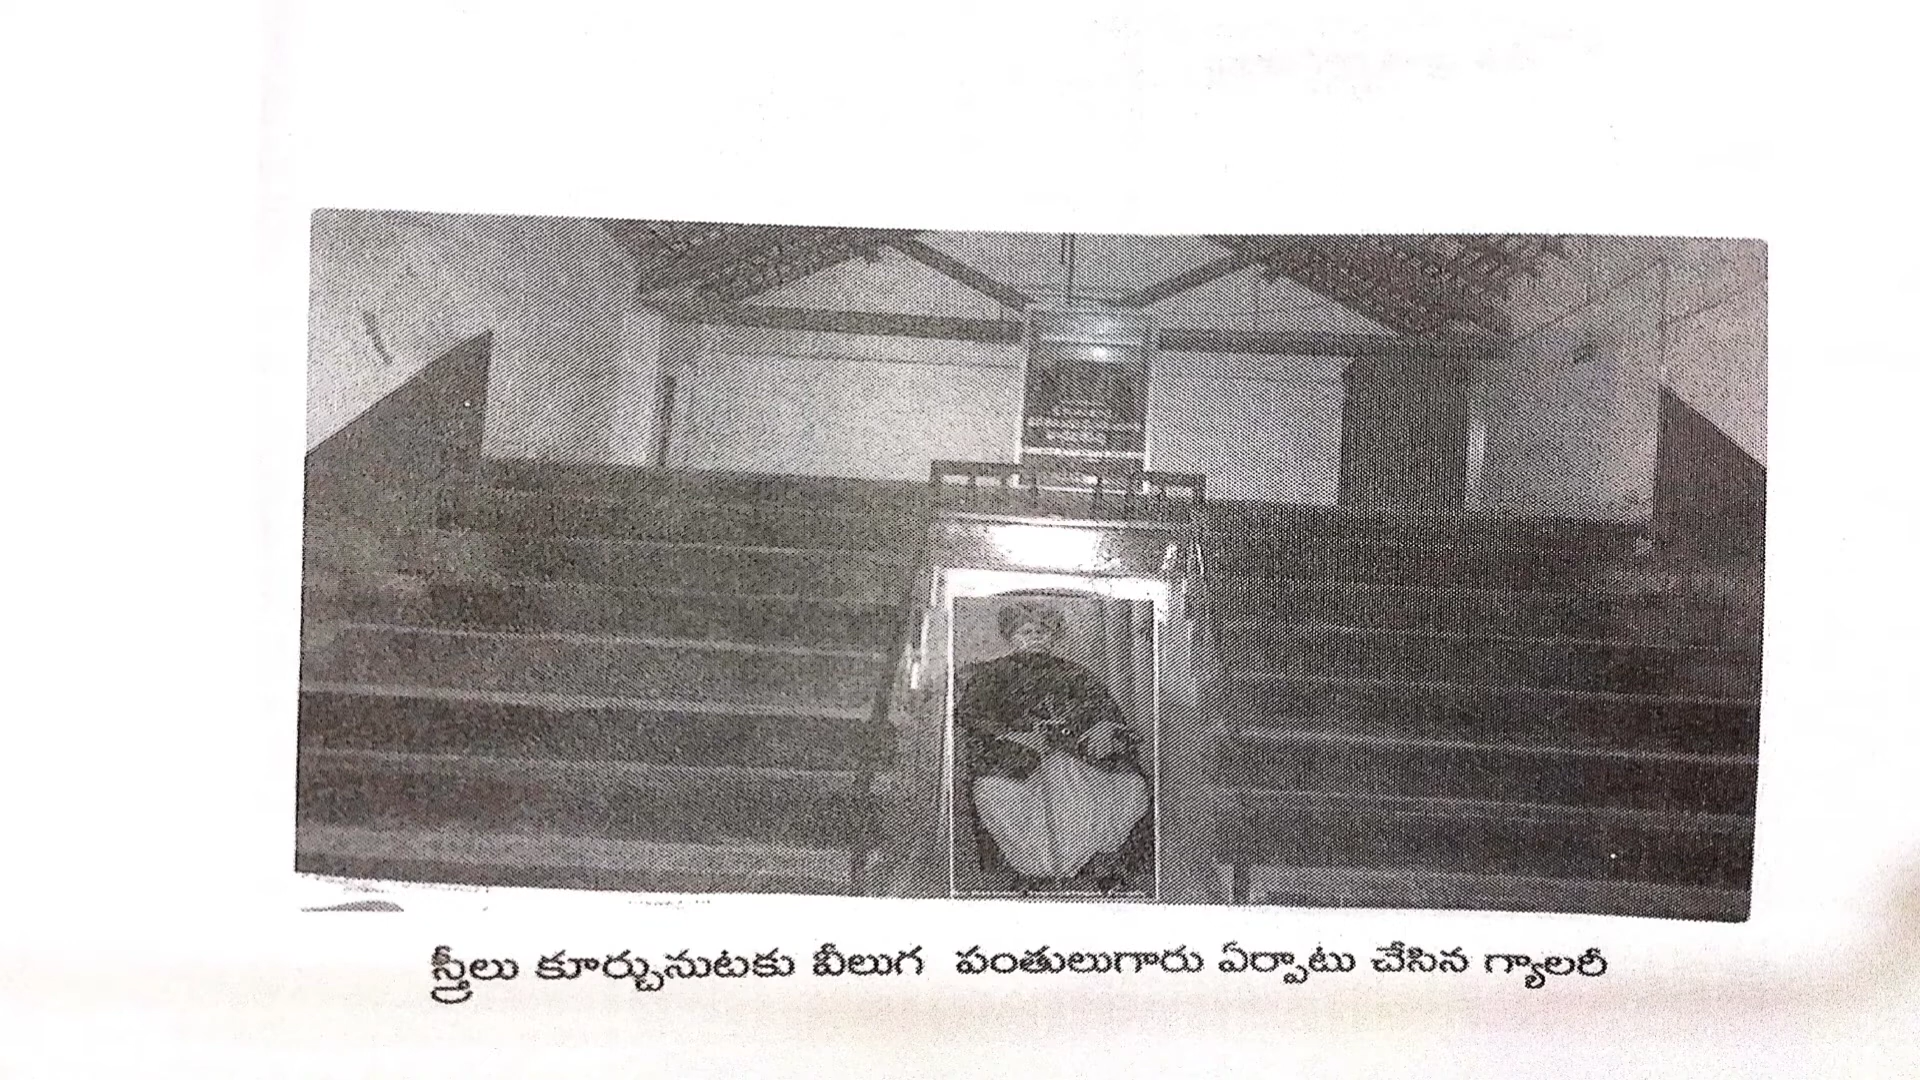 స్త్రీలు కూర్చునుటకు వీలుగ పంతులుగారు ఏర్పాటు చేసిన గ్యాలరీ